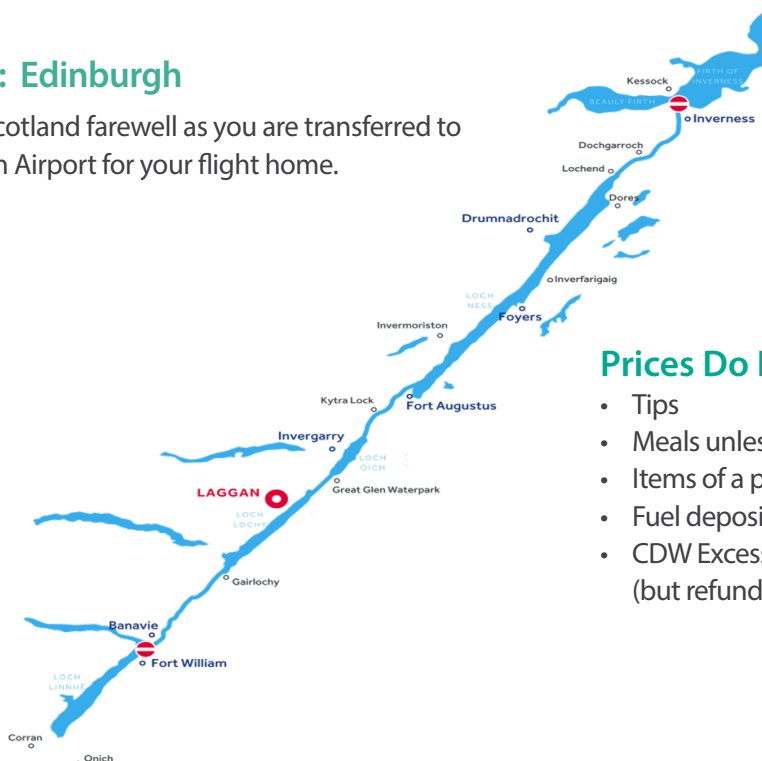 : Edinburgh
cotland farewell as you are transferred to
n Airport for your flight home.
Kessock
FIRTH OF
INVERNESS
BEAULY FIRTH
Inverness
Dochgarroch
Lochend
Dores
Drumnadrochit
Inverfarigaig
LOCH
NESS
Foyers
Invermoriston
Prices Do
Tips
Meals unles
Items of a p
Fuel deposi
CDW Excess
(but refund
Kytra Lock
Fort Augustus
Invergarry
LOCH
OICH
Great Glen Waterpark
LAGGAN
LOCH
LOCHY
Gairlochy
Banavie
Fort William
LOCH
LINNHE
Corran
Onich